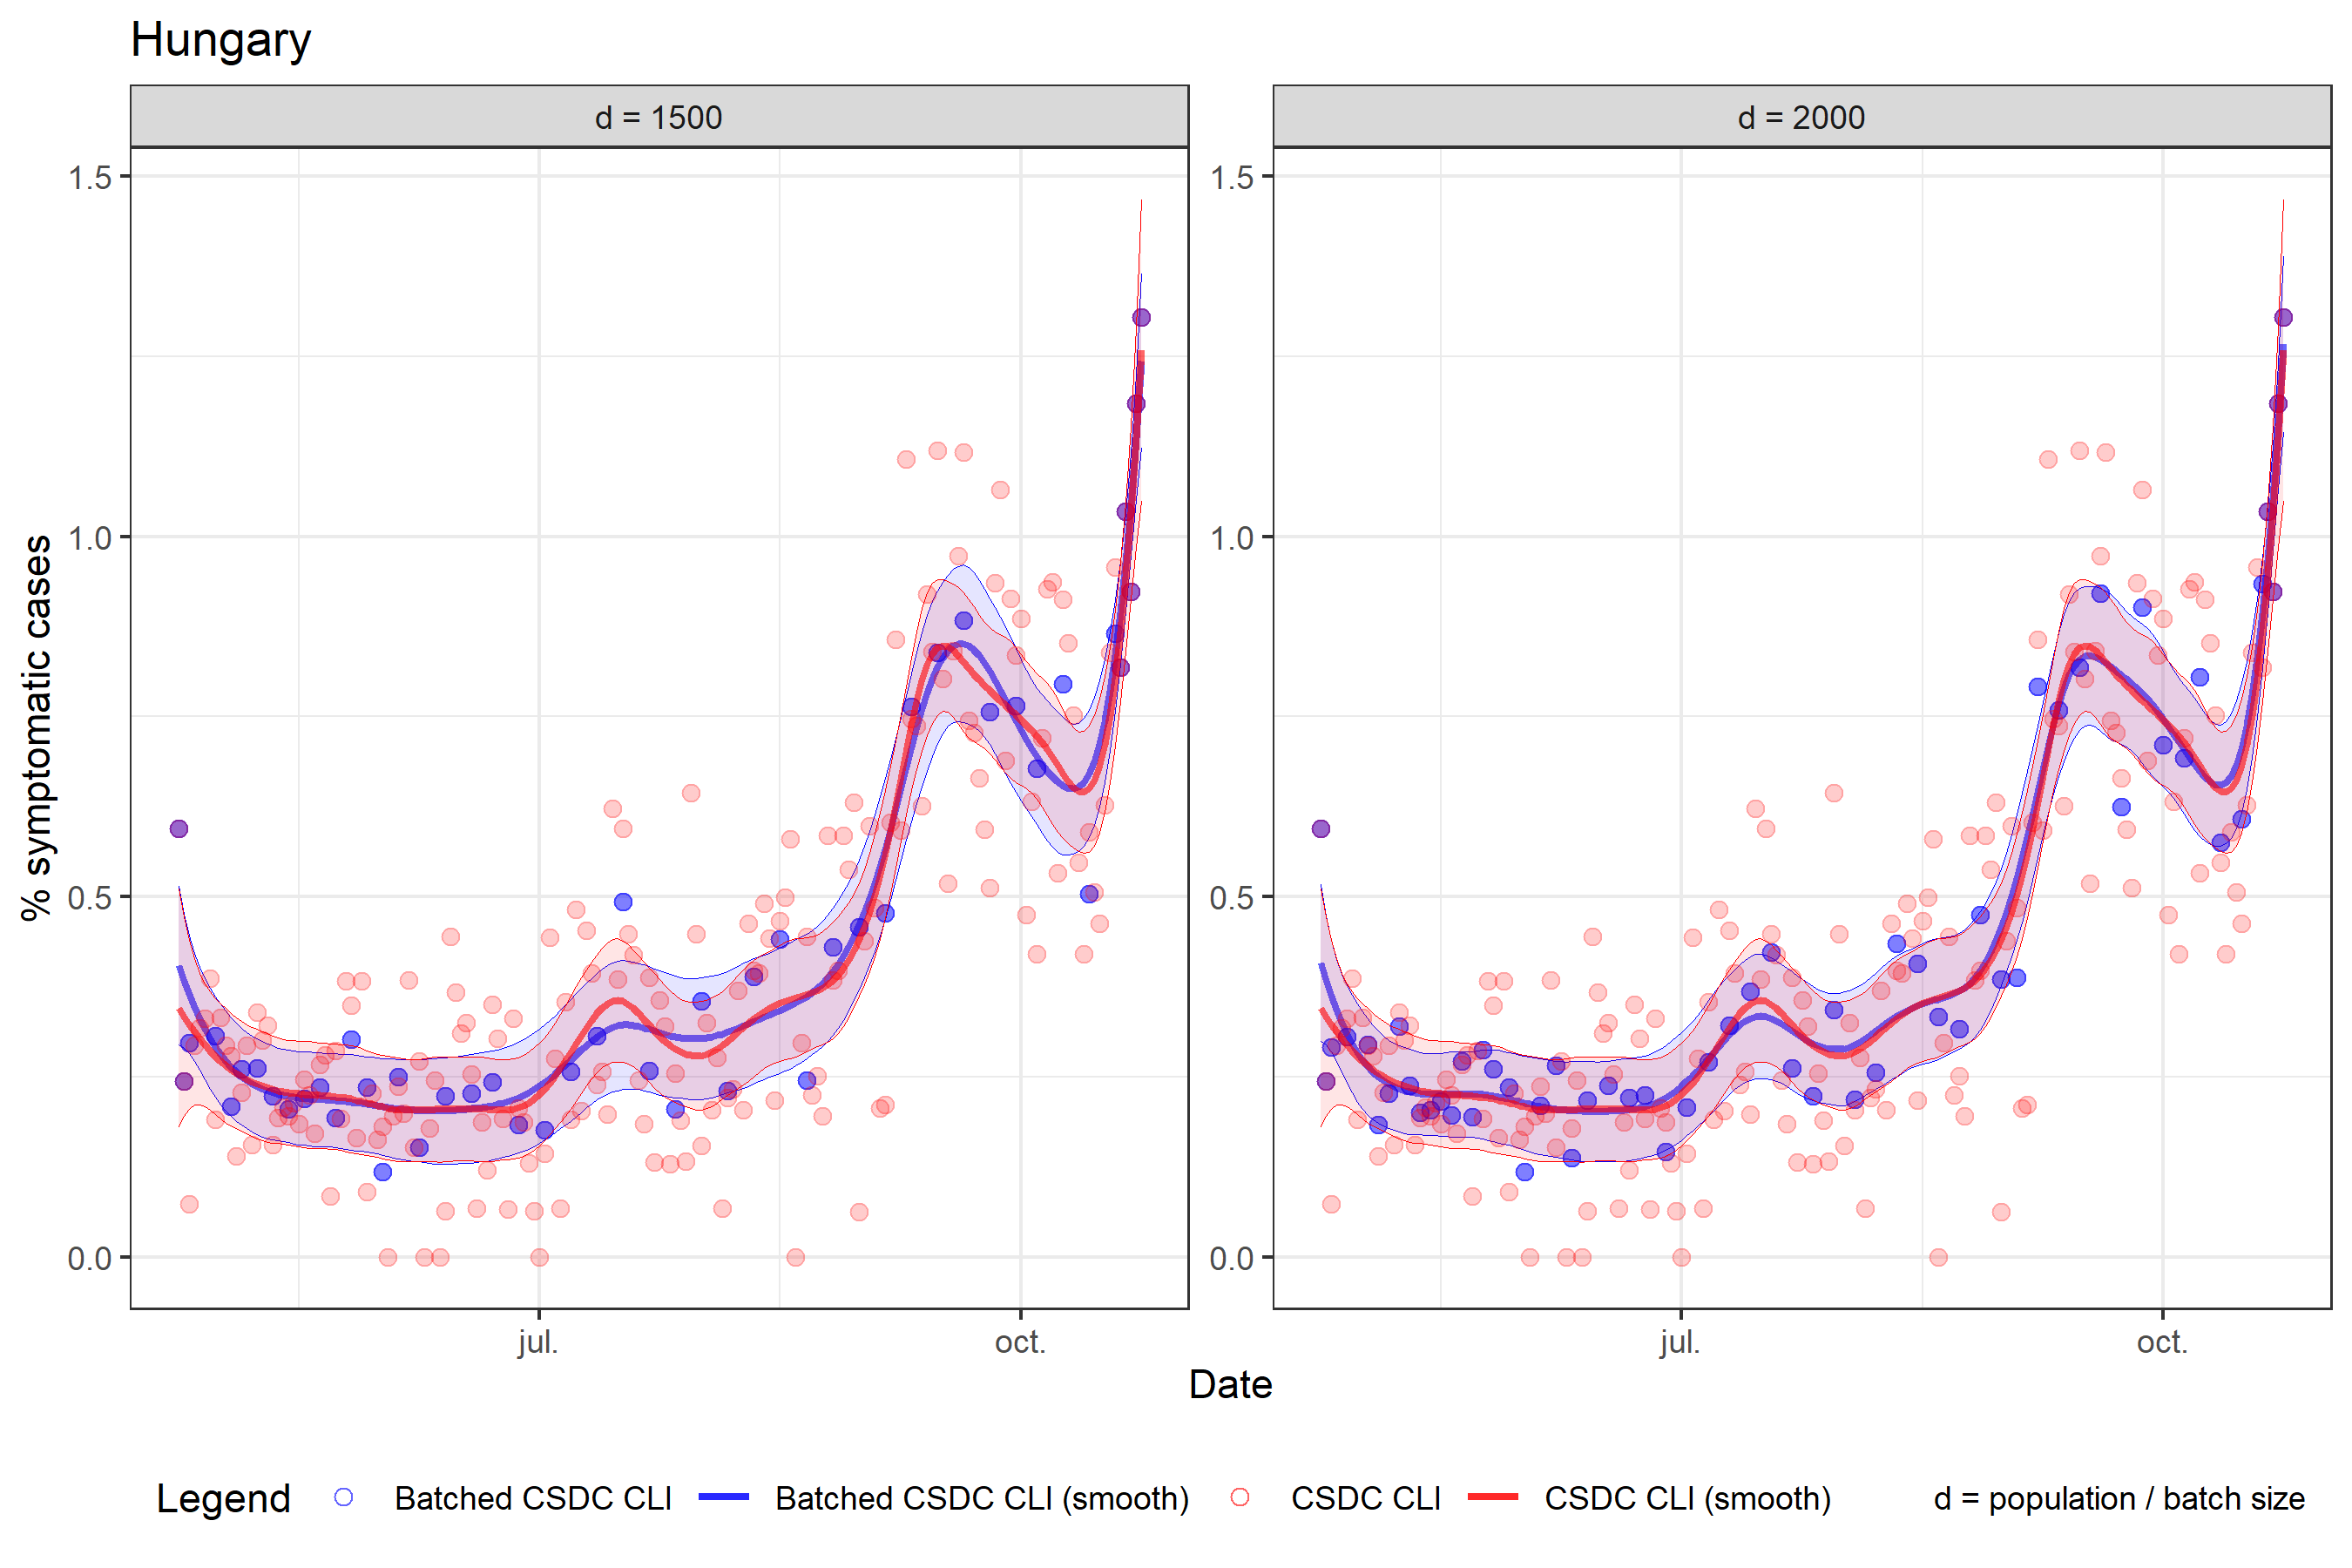 Hungary
d = 1500
d = 2000
1.5
1.0
0.5
0.0
1.5
1.0
0.5
0.0
% symptomatic cases
jul.
oct.
jul.
oct.
Date
Legend
Batched CSDC CLI
Batched CSDC CLI (smooth)
CSDC CLI
CSDC CLI (smooth)
d = population / batch size